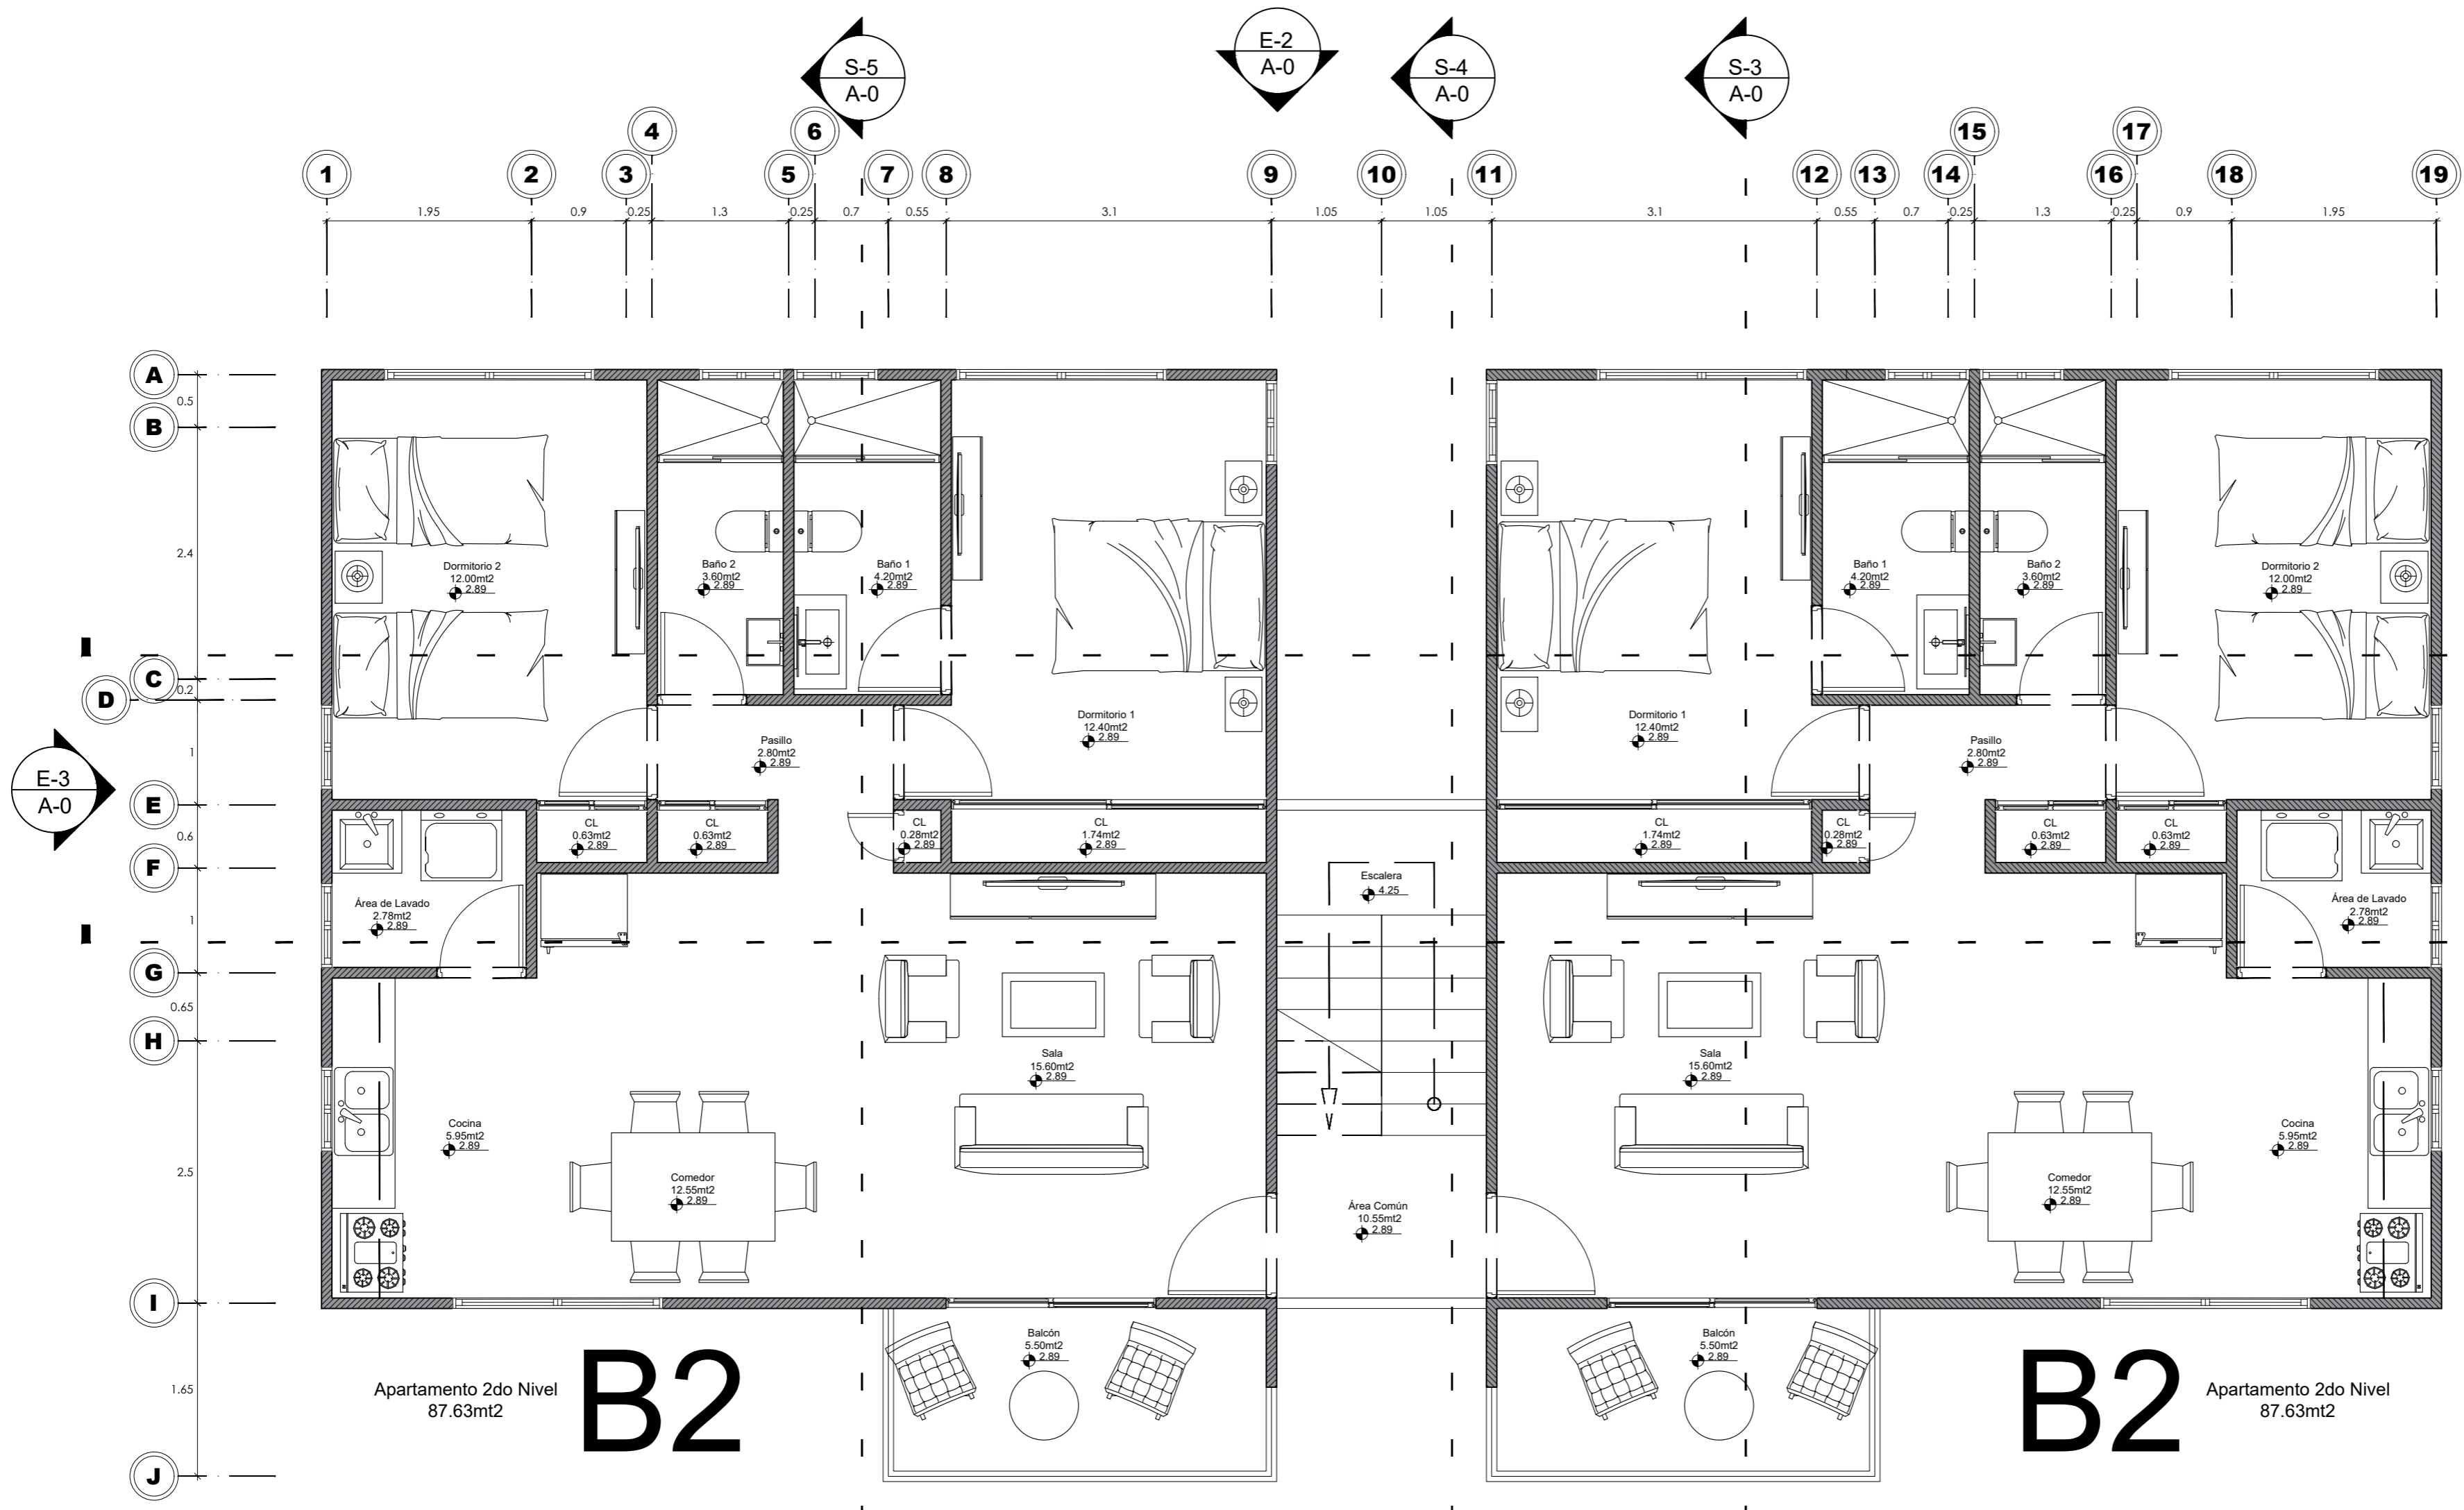 S-5
A-0
E-2
A-0
S-4
A-0
S-3
A-0
4
6
15
17
1
2
3
5
7
8
9
10
11
12
13
14
16
18
19
1.95
0.9
0.25
1.3
0.25
0.7
0.55
3.1
1.05
1.05
3.1
0.55
0.7
0.25
1.3
0.25
0.9
1.95
A
0.5
B
2.4
C
0.2
D
1
E-3
A-0
E
0.6
F
1
G
0.65
H
2.5
I
1.65
J
Dormitorio 2
12.00mt2
2.89
Baño 2
3.60mt2
2.89
Baño 1
4.20mt2
2.89
Dormitorio 1
12.40mt2
2.89
Pasillo
2.80mt2
2.89
CL
0.63mt2
2.89
CL
0.63mt2
2.89
CL
0.28mt2
2.89
CL
1.74mt2
2.89
Área de Lavado
2.78mt2
2.89
Sala
15.60mt2
2.89
Cocina
5.95mt2
2.89
Comedor
12.55mt2
2.89
Balcón
5.50mt2
2.89
Apartamento 2do Nivel
87.63mt2
B2
Escalera
4.25
Área Común
10.55mt2
2.89
Baño 1
4.20mt2
2.89
Baño 2
3.60mt2
2.89
Dormitorio 2
12.00mt2
2.89
Dormitorio 1
12.40mt2
2.89
Pasillo
2.80mt2
2.89
CL
1.74mt2
2.89
CL
0.28mt2
2.89
CL
0.63mt2
2.89
CL
0.63mt2
2.89
Área de Lavado
2.78mt2
2.89
Sala
15.60mt2
2.89
Cocina
5.95mt2
2.89
Comedor
12.55mt2
2.89
Balcón
5.50mt2
2.89
B2
Apartamento 2do Nivel
87.63mt2